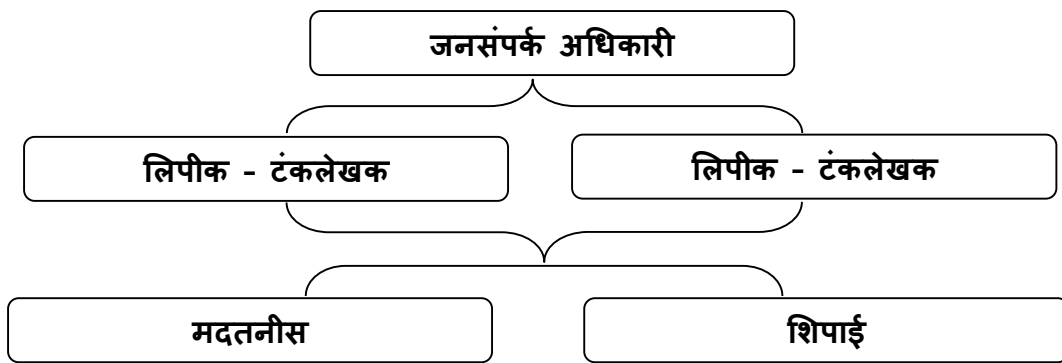 जनसंपर्क अधिकारी
लिपीक - टंकलेखक
लिपीक - टंकलेखक
मदतनीस
शिपाई